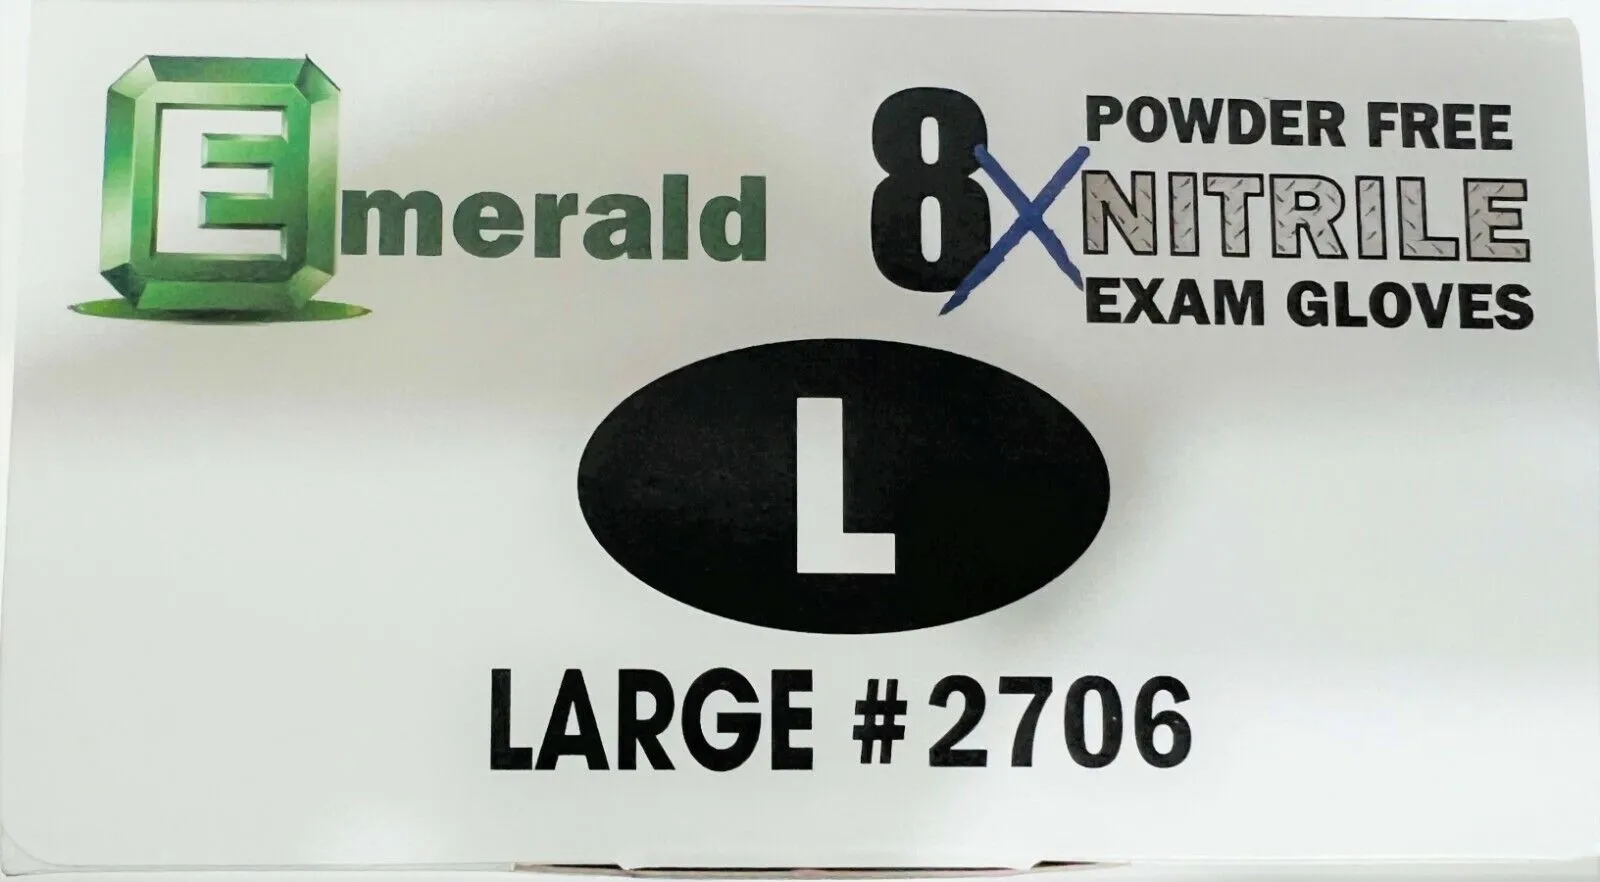 Emerald
8X
POWDER FREE
NITRILE
EXAM GLOVES
L
LARGE #2706